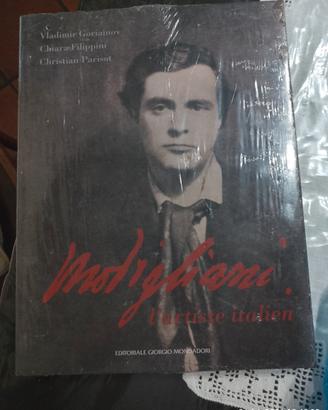 Vladimir Goriainov
Chiara Filippini
Christian Parisot
Modigliani
l'artiste italien
EDITORIALE GIORGIO MONDADORI